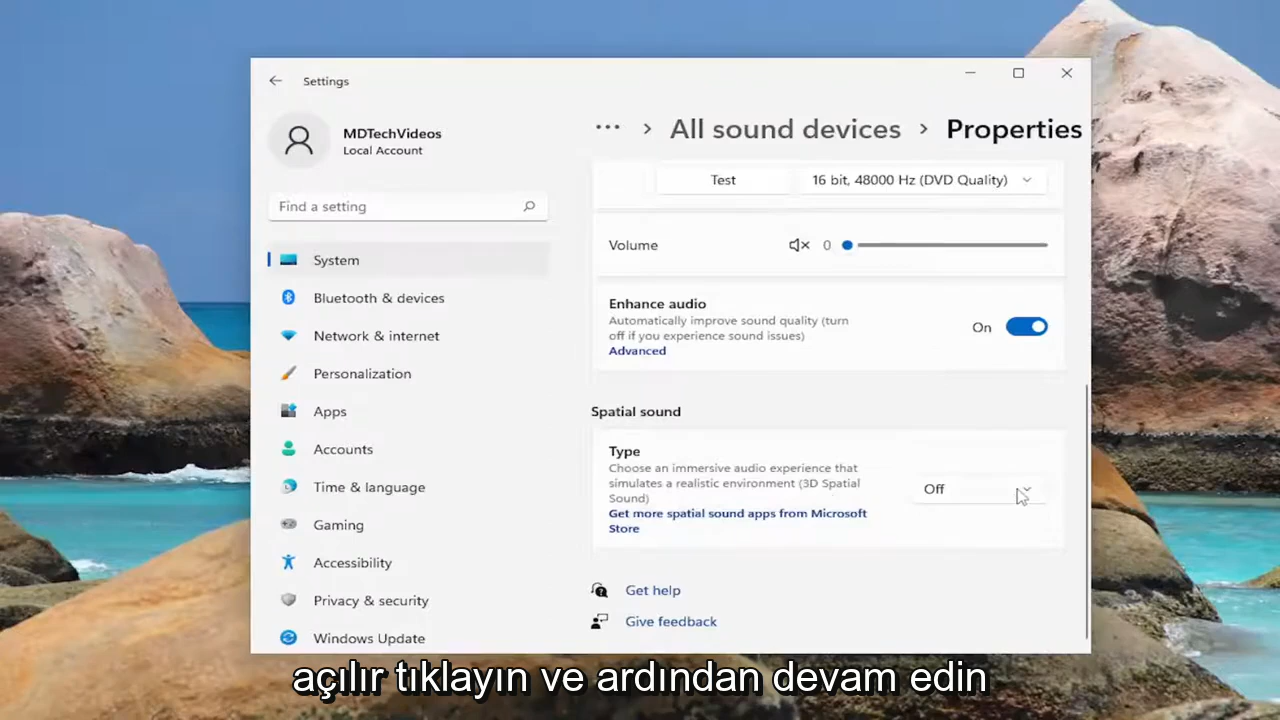 Settings
MDTechVideos
Local Account
Find a setting
System
Bluetooth & devices
Network & internet
Personalization
Apps
Accounts
Time & language
Gaming
Accessibility
Privacy & security
Windows Update
··· > All sound devices > Properties
Test 16 bit, 48000 Hz (DVD Quality)
Volume 0
Enhance audio
Automatically improve sound quality (turn
off if you experience sound issues)
Advanced
On
Spatial sound
Type
Choose an immersive audio experience that
simulates a realistic environment (3D Spatial
Sound)
Get more spatial sound apps from Microsoft
Store
Off
Get help
Give feedback
açılır tıklayın ve ardından devam edin